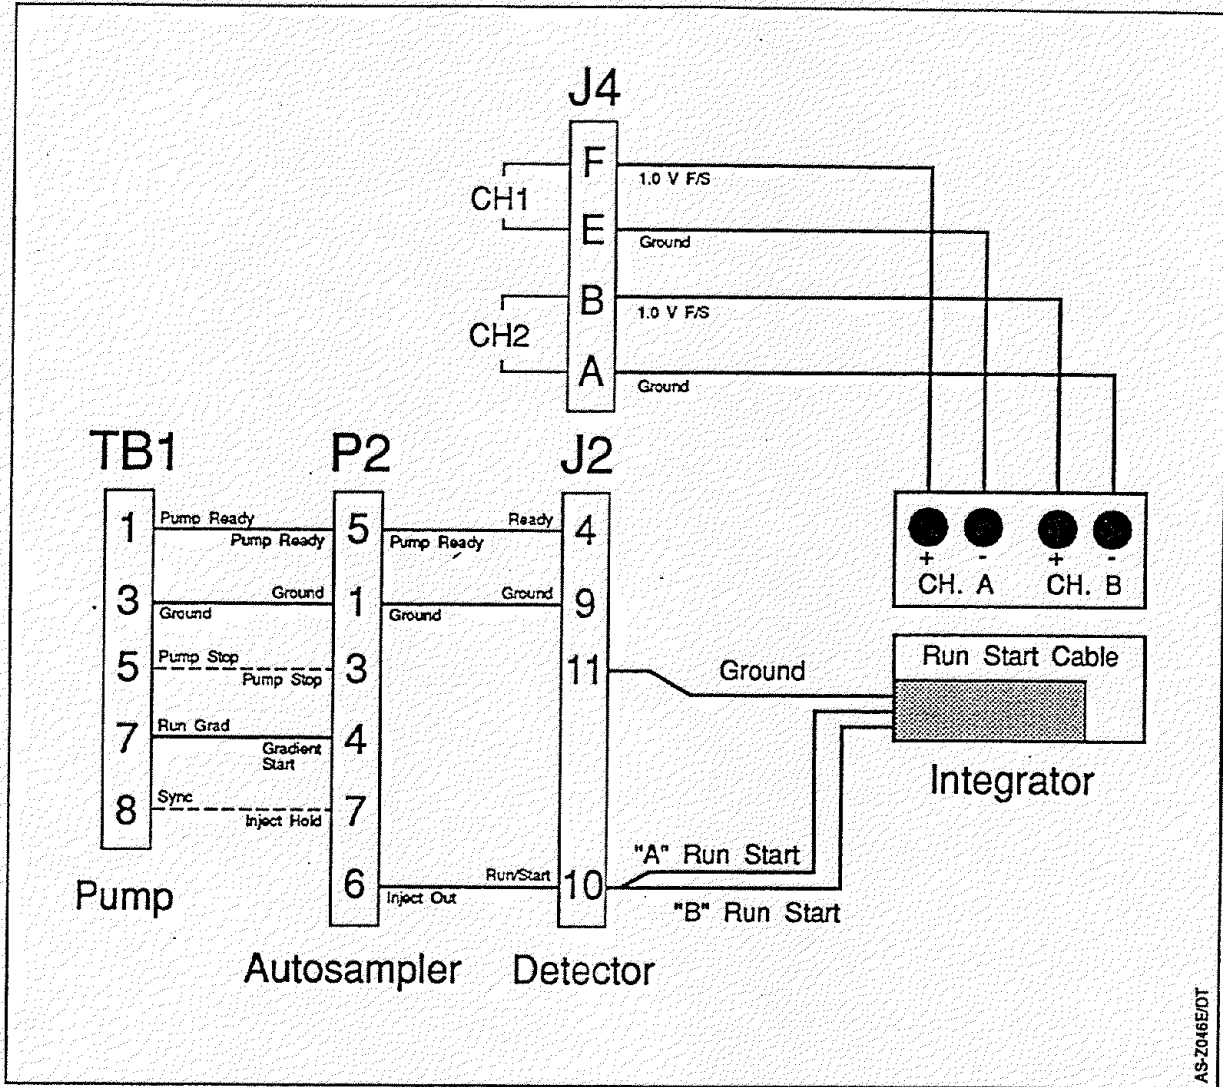 J4
F
1.0 V F/S
CH1
E
Ground
B
1.0 V F/S
CH2
A
Ground
TB1
P2
J2
1
Pump Ready
Pump Ready
5
Pump Ready
Ready
4
3
Ground
Ground
1
Ground
Ground
9
5
Pump Stop
Pump Stop
3
11
Ground
7
Run Grad
Gradient
Start
4
8
Sync
Inject Hold
7
6
Inject Out
Run/Start
10
"A" Run Start
"B" Run Start
+
-
+
-
CH. A
CH. B
Run Start Cable
Integrator
Pump
Autosampler
Detector
AS-Z046E/DT